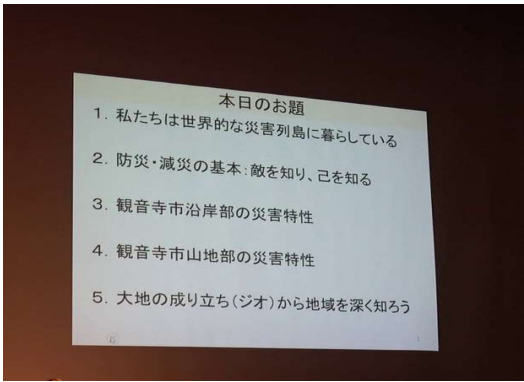 本日のお題
1. 私たちは世界的な災害列島に暮らしている
2. 防災・減災の基本:敵を知り、己を知る
3. 観音寺市沿岸部の災害特性
4. 観音寺市山地部の災害特性
5. 大地の成り立ち(ジオ)から地域を深く知ろう